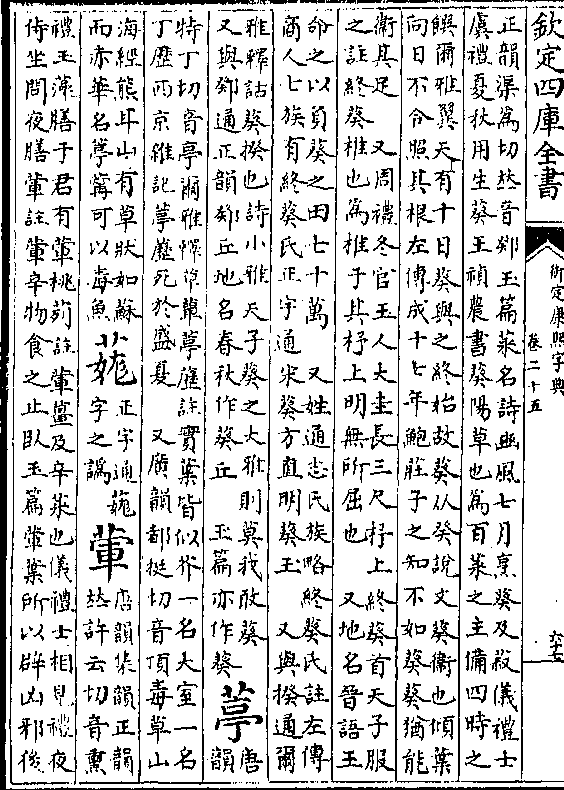 欽定四庫全書
御定康熙字典
卷二十五
六十七
正韻渠為切𠀤音鄈玉篇菜名詩豳風七月烹葵及菽儀禮士
虞禮夏秋用生葵王禎農書葵陽草也為百菜之主備四時之
饌爾雅翼天有十日葵與之終始故葵从癸說文葵衛也傾葉
向日不令照其根左傳成十七年鮑莊子之知不如葵葵猶能
衛其足　又周禮冬官玉人大圭長三尺杼上終葵首天子服
之註終葵椎也為椎于其杼上明無所屈也　又地名晉語王
命之以負葵之田七十萬　又姓通志氏族略終葵氏註左傳
商人七族有終葵氏正字通宋葵方直明葵玉　又與揆通爾
雅釋詁葵揆也詩小雅天子葵之大雅則莫我敢葵
又與鄈通正韻鄈丘地名春秋作葵丘　玉篇亦作葵
葶
唐
韻
特丁切音亭爾雅釋草蕇葶藶註實葉皆似芥一名大室一名
丁歷西京雜記葶藶死於盛夏　又廣韻都挺切音頂毒草山
海經熊耳山有草狀如蘇
而赤華名葶薴可以毒魚
正字通
字之譌
葷
唐韻集韻正韻
𠀤許云切音熏
禮玉藻膳于君有葷桃茢註葷薑及辛菜也儀禮士相見禮夜
侍坐問夜膳葷註葷辛物食之止臥玉篇葷菜所以辟凶邪後